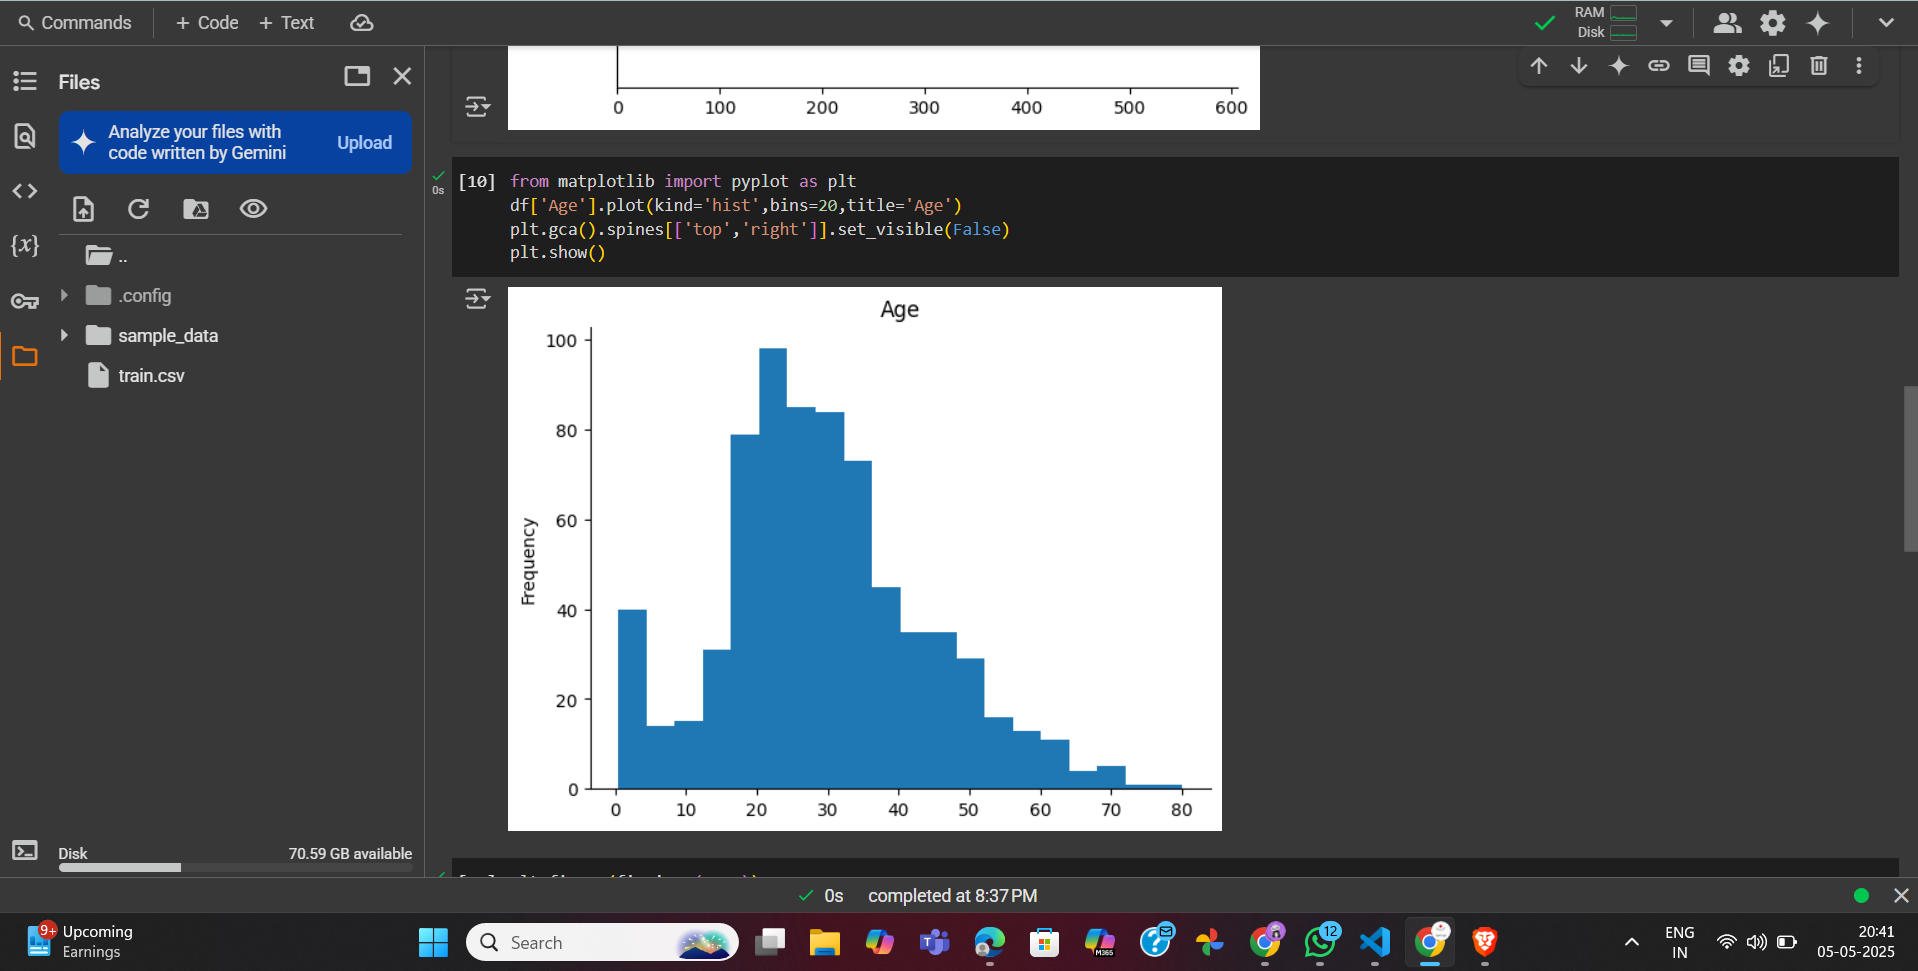 Commands
+ Code
+ Text
RAM
Disk
Files
Analyze your files with
code written by Gemini
Upload
{x}
..
.config
sample_data
train.csv
Disk
70.59 GB available
0 100 200 300 400 500 600
0s
[10]
from matplotlib import pyplot as plt
df['Age'].plot(kind='hist',bins=20,title='Age')
plt.gca().spines[['top','right']].set_visible(False)
plt.show()
Age
Frequency
100
80
60
40
20
0
0 10 20 30 40 50 60 70 80
0s completed at 8:37 PM
9+
Upcoming
Earnings
Search
M365
12
ENG
IN
20:41
05-05-2025